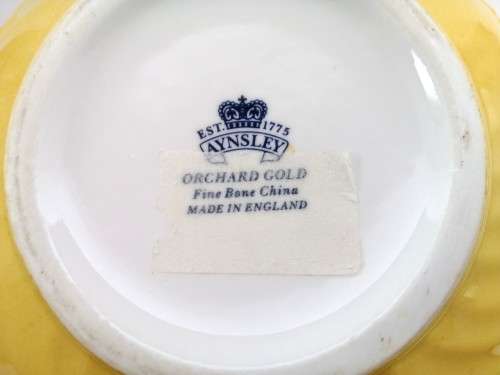 EST. 1775
AYNSLEY
ORCHARD GOLD
Fine Bone China
MADE IN ENGLAND